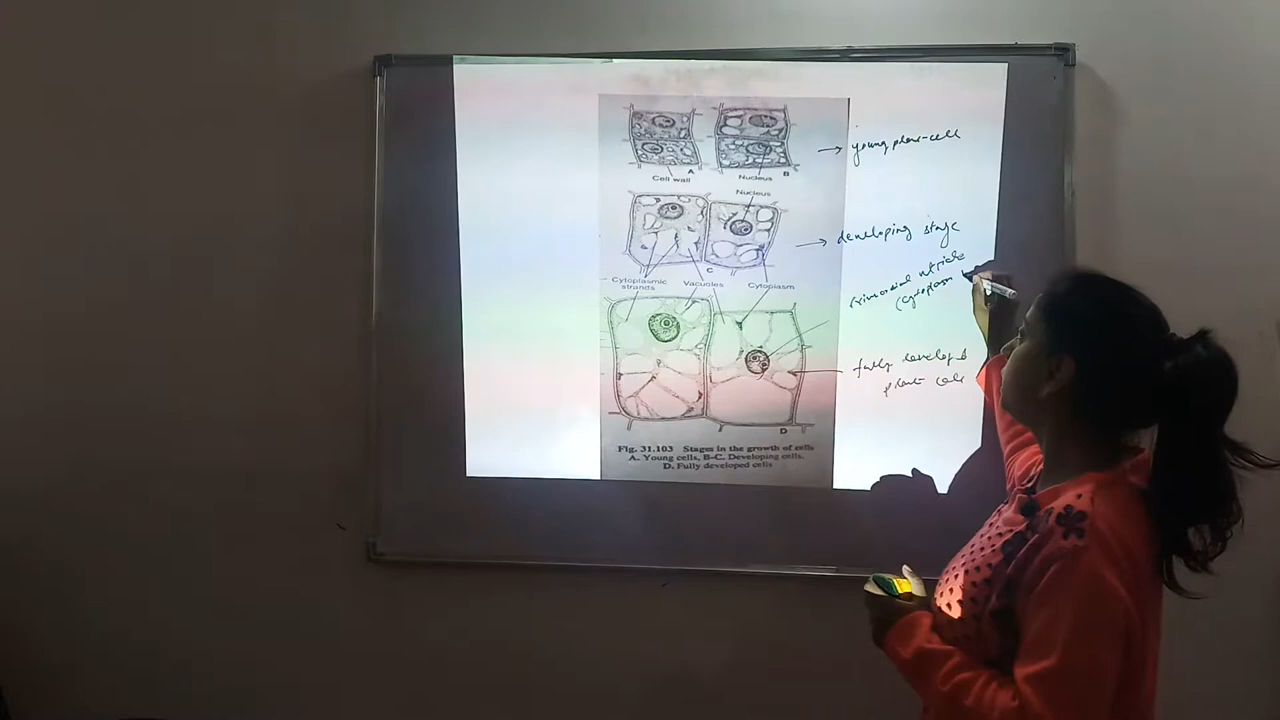 young plant-cell
A
B
Cell wall
Nucleus
Nucleus
developing stage
C
Cytoplasmic strands
Vacuoles
Cytoplasm
primordial utricle
(cytoplasm
fully develop
plant cell
D
Fig. 31.103 Stages in the growth of cells
A. Young cells, B-C. Developing cells,
D. Fully developed cells